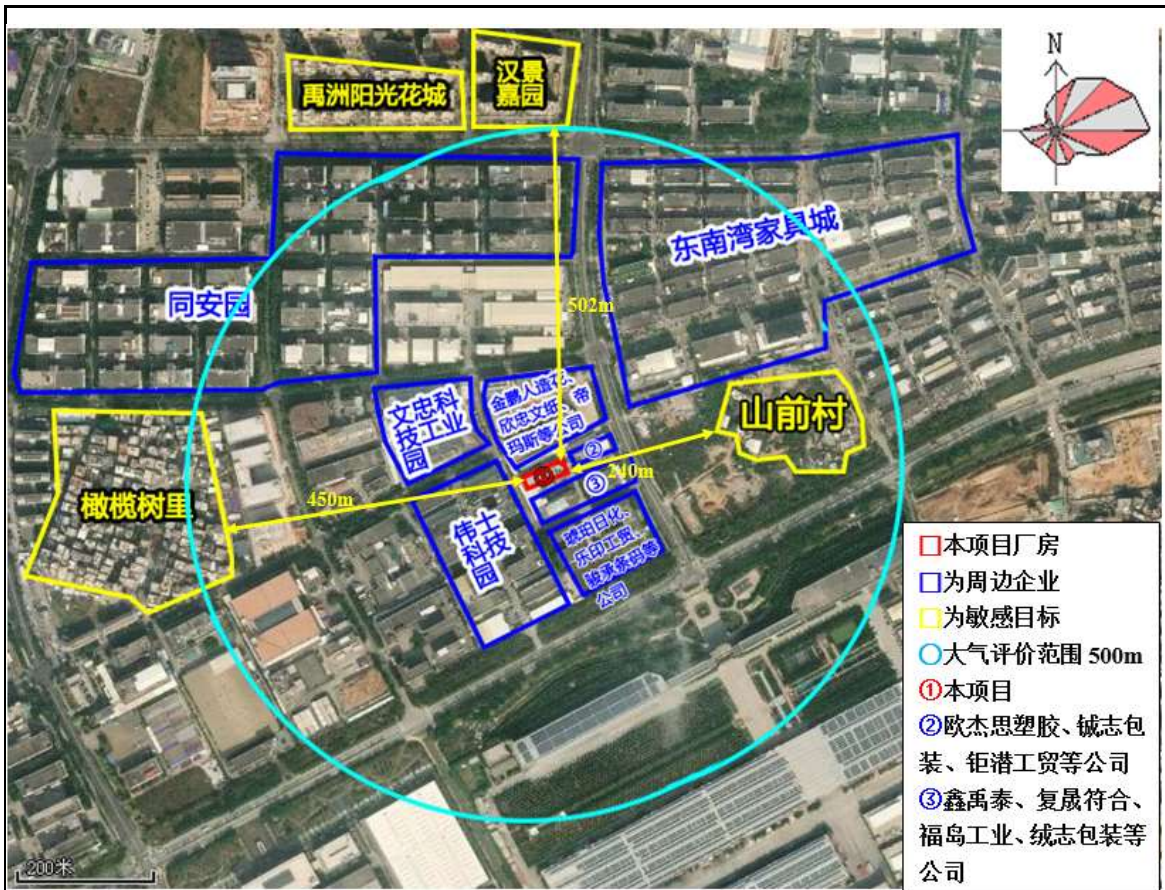 禹洲阳光花城
汉景
嘉园
N
东南湾家具城
同安园
502m
文忠科
技工业
园
金鹏人造花、
欣忠文纸、帝
玛斯等公司
山前村
②
①
③
240m
450m
橄榄树里
伟士
科技
园
琥珀日化、
乐印工贸、
骏承条码等
公司
本项目厂房
为周边企业
为敏感目标
大气评价范围 500m
①本项目
②欧杰思塑胶、铖志包
装、钜潜工贸等公司
③鑫禹泰、复晟符合、
福岛工业、绒志包装等
公司
200米